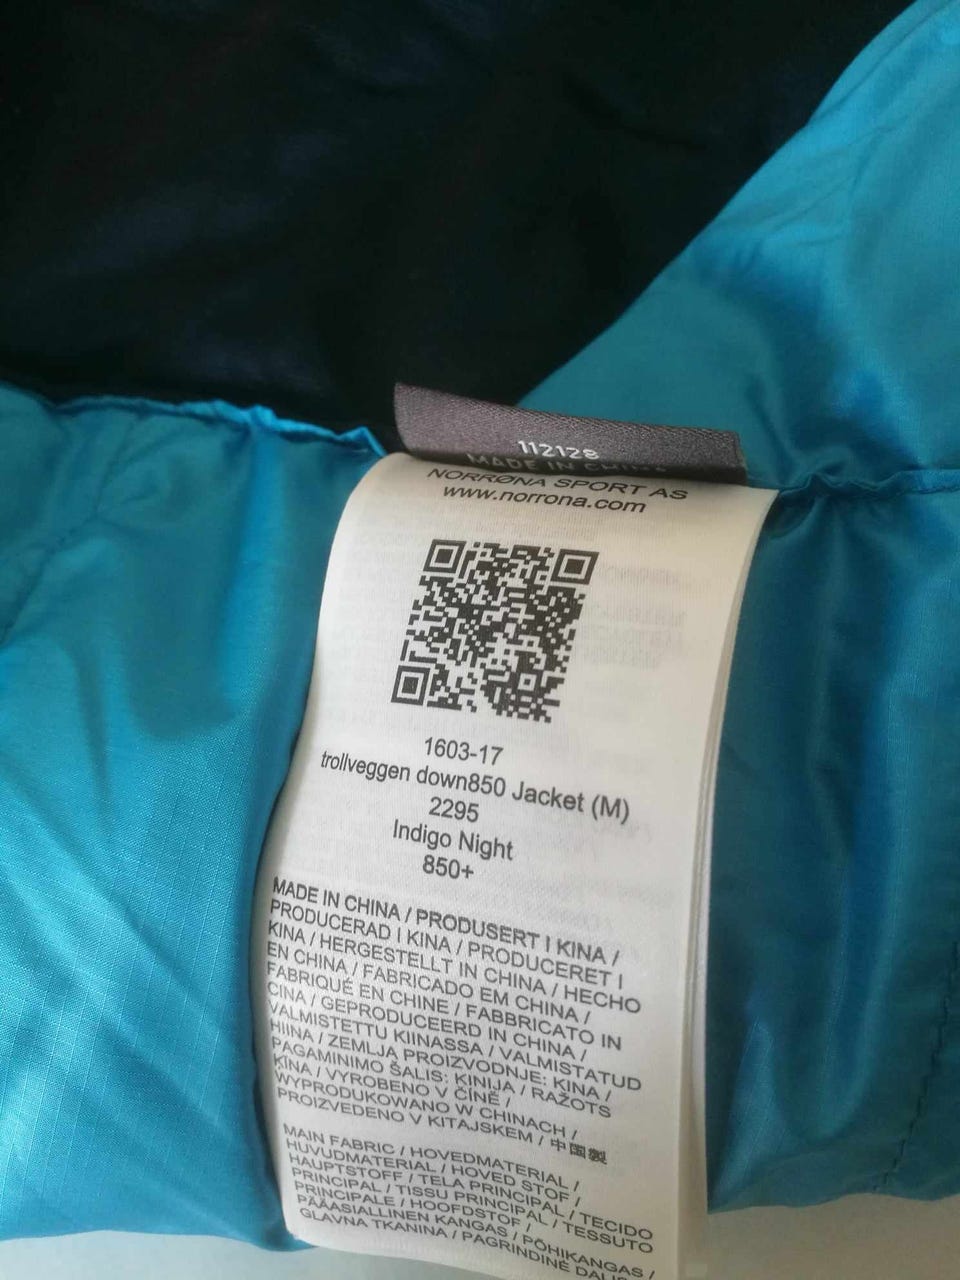 112128
MADE IN CHINA
NORRØNA SPORT AS
www.norrona.com
1603-17
trollveggen down850 Jacket (M)
2295
Indigo Night
850+
MADE IN CHINA / PRODUSERT I KINA /
PRODUCERAD I KINA / PRODUCERET I
KINA / HERGESTELLT IN CHINA / HECHO
EN CHINA / FABRICADO EM CHINA /
FABRIQUÉ EN CHINE / FABBRICATO IN
CINA / GEPRODUCEERD IN CHINA /
VALMISTETTU KIINASSA / VALMISTATUD
HIINA / ZEMLJA PROIZVODNJE: KINA /
PAGAMINIMO ŠALIS: KINIJA / RAŽOTS
ĶĪNA / VYROBENO V ČÍNĚ /
WYPRODUKOWANO W CHINACH /
PROIZVEDENO V KITAJSKEM / 中国製
MAIN FABRIC / HOVEDMATERIAL /
HUVUDMATERIAL / HOVED STOF /
HAUPTSTOFF / TELA PRINCIPAL / TECIDO
PRINCIPAL / TISSU PRINCIPAL / TESSUTO
PRINCIPALE / HOOFDSTOF /
PÄÄASIALLINEN KANGAS / PÕHIKANGAS /
GLAVNA TKANINA / PAGRINDINĖ